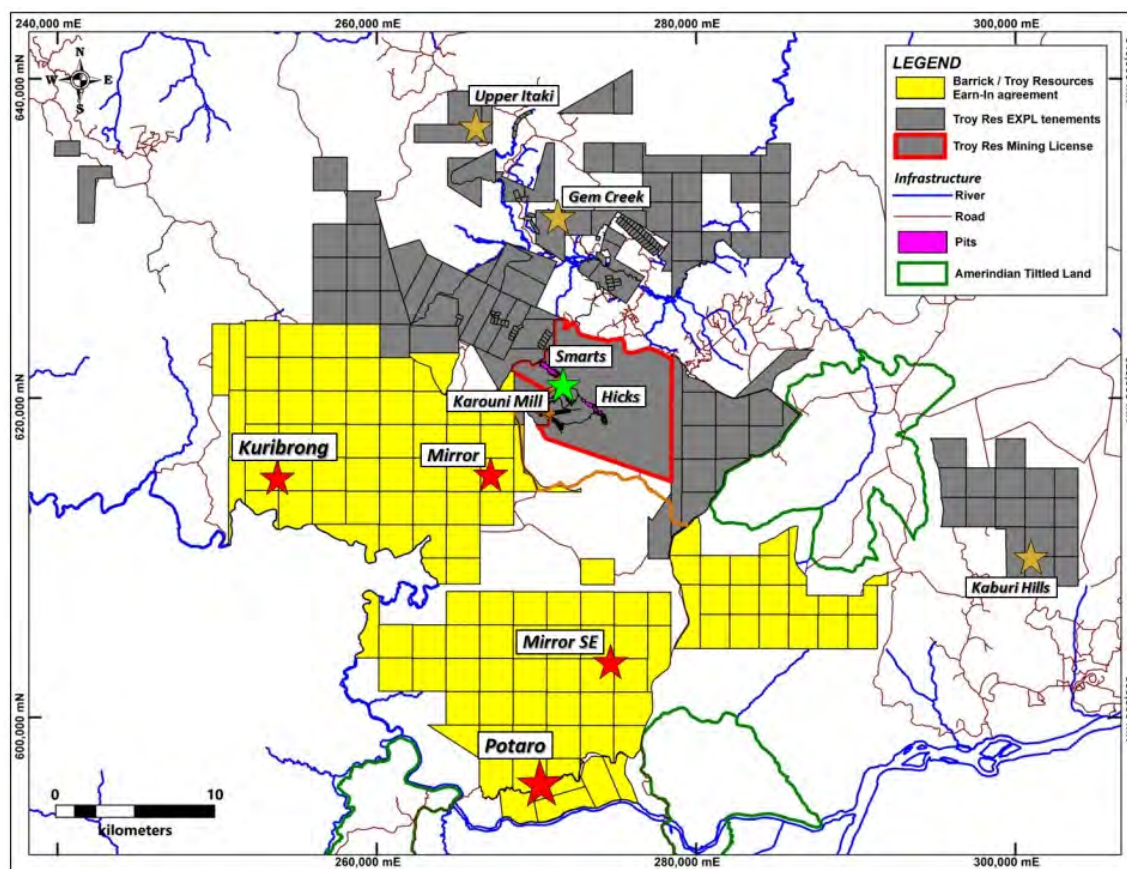 240,000 mE
260,000 mE
280,000 mE
300,000 mE
640,000 mN
620,000 mN
600,000 mN
N
W
E
S
LEGEND
Barrick / Troy Resources
Earn-In agreement
Troy Res EXPL tenements
Troy Res Mining License
Infrastructure
River
Road
Pits
Amerindian Tiltled Land
Upper Itaki
Gem Creek
Smarts
Karouni Mill
Hicks
Kuribrong
Mirror
Kaburi Hills
Mirror SE
Potaro
0
10
kilometers
260,000 mE
280,000 mE
300,000 mE